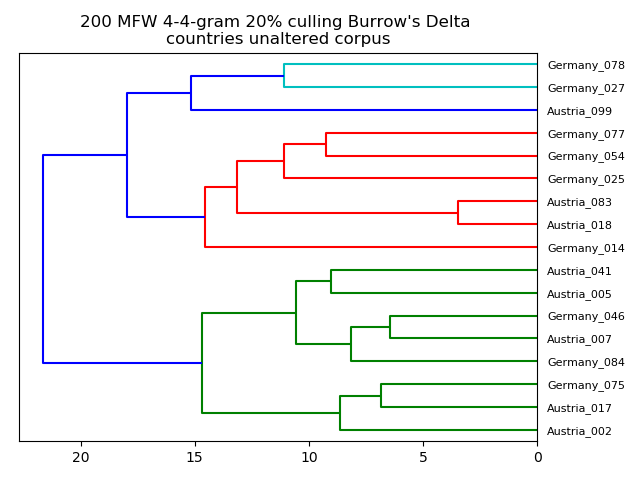 200 MFW 4-4-gram 20% culling Burrow's Delta
countries unaltered corpus
Germany_078
Germany_027
Austria_099
Germany_077
Germany_054
Germany_025
Austria_083
Austria_018
Germany_014
Austria_041
Austria_005
Germany_046
Austria_007
Germany_084
Germany_075
Austria_017
Austria_002
20 15 10 5 0